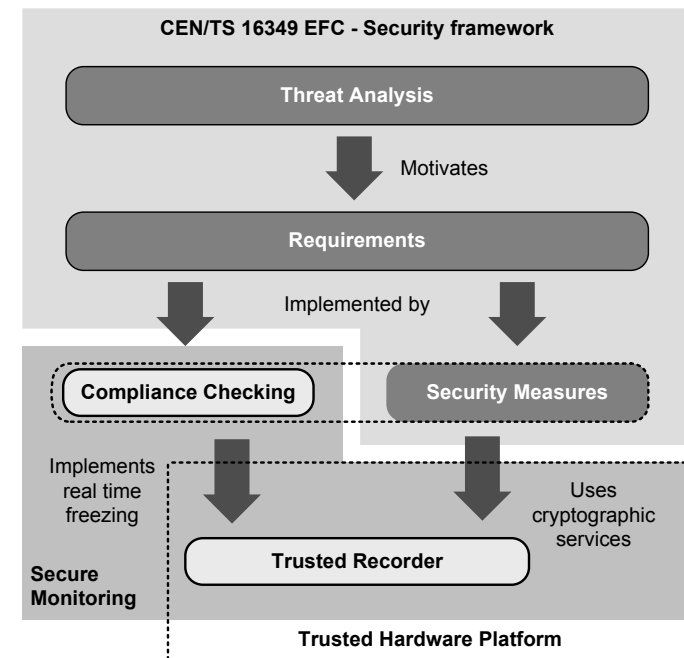 CEN/TS 16349 EFC - Security framework
Threat Analysis
Motivates
Requirements
Implemented by
Compliance Checking
Security Measures
Implements
real time
freezing
Uses
cryptographic
services
Trusted Recorder
Secure
Monitoring
Trusted Hardware Platform